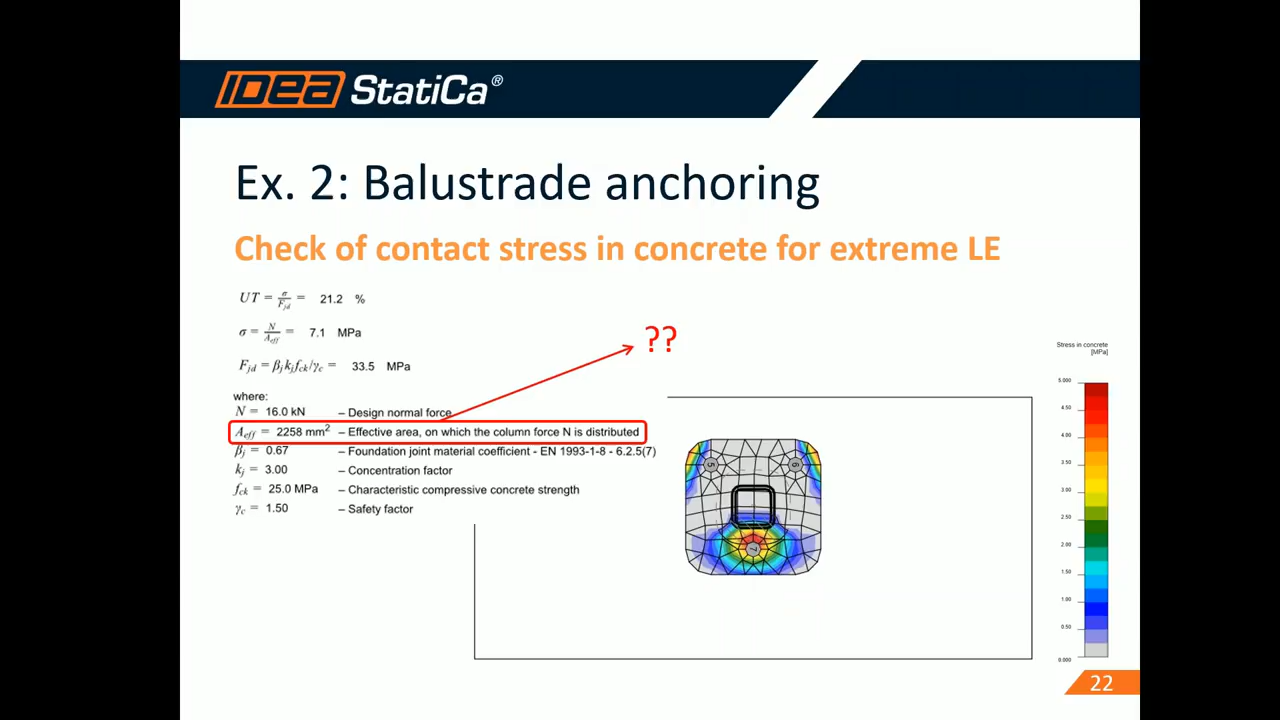 IDEA StatiCa®
Ex. 2: Balustrade anchoring
Check of contact stress in concrete for extreme LE
UT = σ/Fjd = 21.2 %
σ = N/Aeff = 7.1 MPa
Fjd = βj kj fck/γc = 33.5 MPa
??
where:
N = 16.0 kN – Design normal force
Aeff = 2258 mm² – Effective area, on which the column force N is distributed
βj = 0.67 – Foundation joint material coefficient - EN 1993-1-8 - 6.2.5(7)
kj = 3.00 – Concentration factor
fck = 25.0 MPa – Characteristic compressive concrete strength
γc = 1.50 – Safety factor
Stress in concrete
[MPa]
5.000
4.50
4.00
3.50
3.00
2.50
2.00
1.50
1.00
0.50
0.000
5
6
7
22